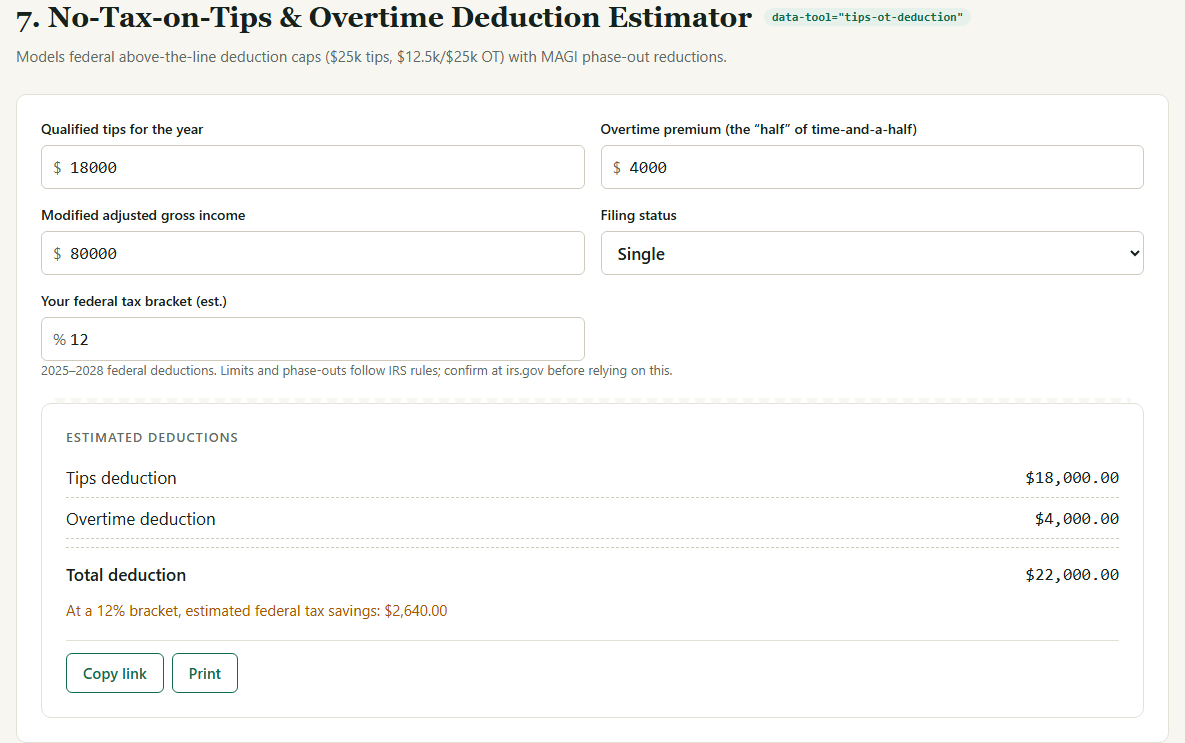 7. No-Tax-on-Tips & Overtime Deduction Estimator data-tool="tips-ot-deduction"
Models federal above-the-line deduction caps ($25k tips, $12.5k/$25k OT) with MAGI phase-out reductions.
Qualified tips for the year
$ 18000
Overtime premium (the “half” of time-and-a-half)
$ 4000
Modified adjusted gross income
$ 80000
Filing status
Single
Your federal tax bracket (est.)
% 12
2025–2028 federal deductions. Limits and phase-outs follow IRS rules; confirm at irs.gov before relying on this.
ESTIMATED DEDUCTIONS
Tips deduction $18,000.00
Overtime deduction $4,000.00
Total deduction $22,000.00
At a 12% bracket, estimated federal tax savings: $2,640.00
Copy link Print